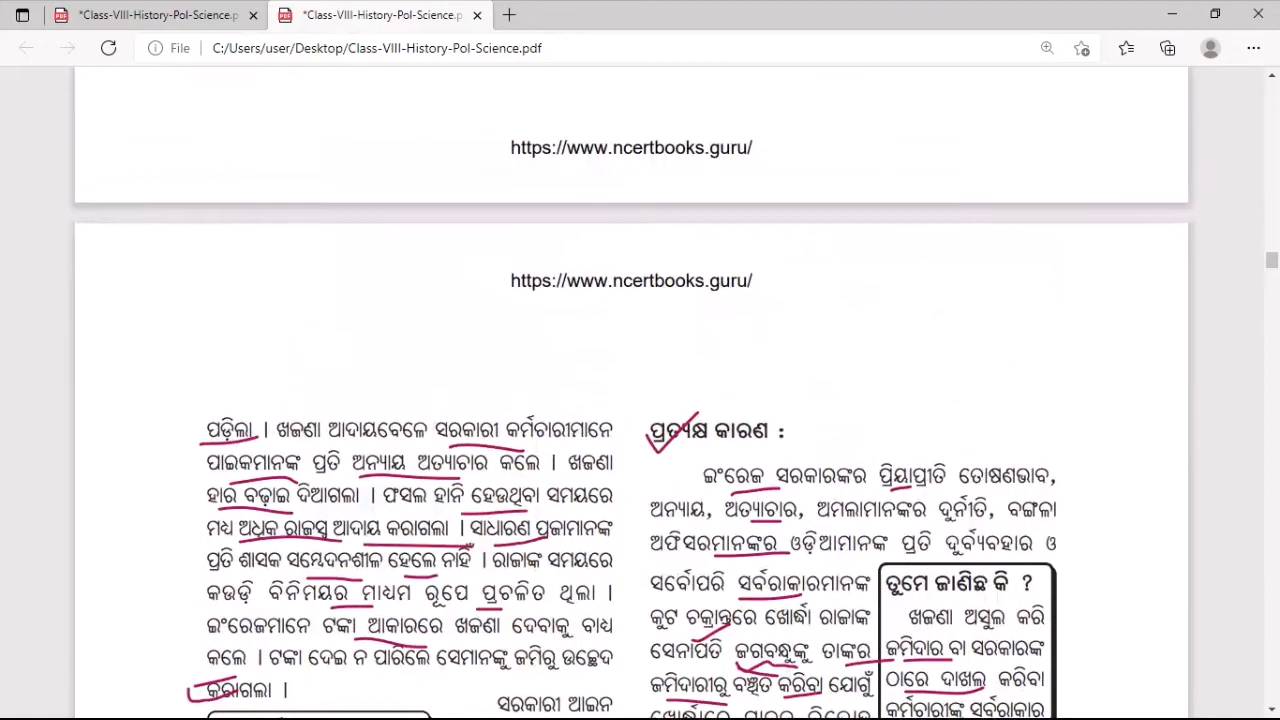 *Class-VIII-History-Pol-Science.p
*Class-VIII-History-Pol-Science.p
File
C:/Users/user/Desktop/Class-VIII-History-Pol-Science.pdf
https://www.ncertbooks.guru/
https://www.ncertbooks.guru/
ପଡ଼ିଲା । ଖଜଣା ଆଦାୟବେଳେ ସରକାରୀ କର୍ମଚାରୀମାନେ
ପାଇକମାନଙ୍କ ପ୍ରତି ଅନ୍ୟାୟ ଅତ୍ୟାଚାର କଲେ । ଖଜଣା
ହାର ବଢ଼ାଇ ଦିଆଗଲା । ଫସଲ ହାନି ହେଉଥିବା ସମୟରେ
ମଧ୍ୟ ଅଧିକ ରାଜସ୍ୱ ଆଦାୟ କରାଗଲା । ସାଧାରଣ ପ୍ରଜାମାନଙ୍କ
ପ୍ରତି ଶାସକ ସମ୍ବେଦନଶୀଳ ହେଲେ ନାହିଁ । ରାଜାଙ୍କ ସମୟରେ
କଉଡ଼ି ବିନିମୟର ମାଧ୍ୟମ ରୂପେ ପ୍ରଚଳିତ ଥିଲା ।
ଇଂରେଜମାନେ ଟଙ୍କା ଆକାରରେ ଖଜଣା ଦେବାକୁ ବାଧ୍ୟ
କଲେ । ଟଙ୍କା ଦେଇ ନ ପାରିଲେ ସେମାନଙ୍କୁ ଜମିରୁ ଉଚ୍ଛେଦ
କରାଗଲା ।
ସରକାରୀ ଆଇନ
ପ୍ରତ୍ୟକ୍ଷ କାରଣ :
ଇଂରେଜ ସରକାରଙ୍କର ପ୍ରିୟାପ୍ରୀତି ତୋଷଣଭାବ,
ଅନ୍ୟାୟ, ଅତ୍ୟାଚାର, ଅମଲାମାନଙ୍କର ଦୁର୍ନୀତି, ବଙ୍ଗଳା
ଅଫିସରମାନଙ୍କର ଓଡ଼ିଆମାନଙ୍କ ପ୍ରତି ଦୁର୍ବ୍ୟବହାର ଓ
ସର୍ବୋପରି ସର୍ବରାକାରମାନଙ୍କ
କୁଟ ଚକ୍ରାନ୍ତରେ ଖୋର୍ଦ୍ଧା ରାଜାଙ୍କ
ସେନାପତି ଜଗବନ୍ଧୁଙ୍କୁ ତାଙ୍କର
ଜମିଦାରୀରୁ ବଞ୍ଚିତ କରିବା ଯୋଗୁଁ
ତୁମେ ଜାଣିଛ କି ?
ଖଜଣା ଅସୁଲ କରି
ଜମିଦାର ବା ସରକାରଙ୍କ
ଠାରେ ଦାଖଲ କରିବା
କର୍ମଚାରୀଙ୍କୁ ସର୍ବରାକାର